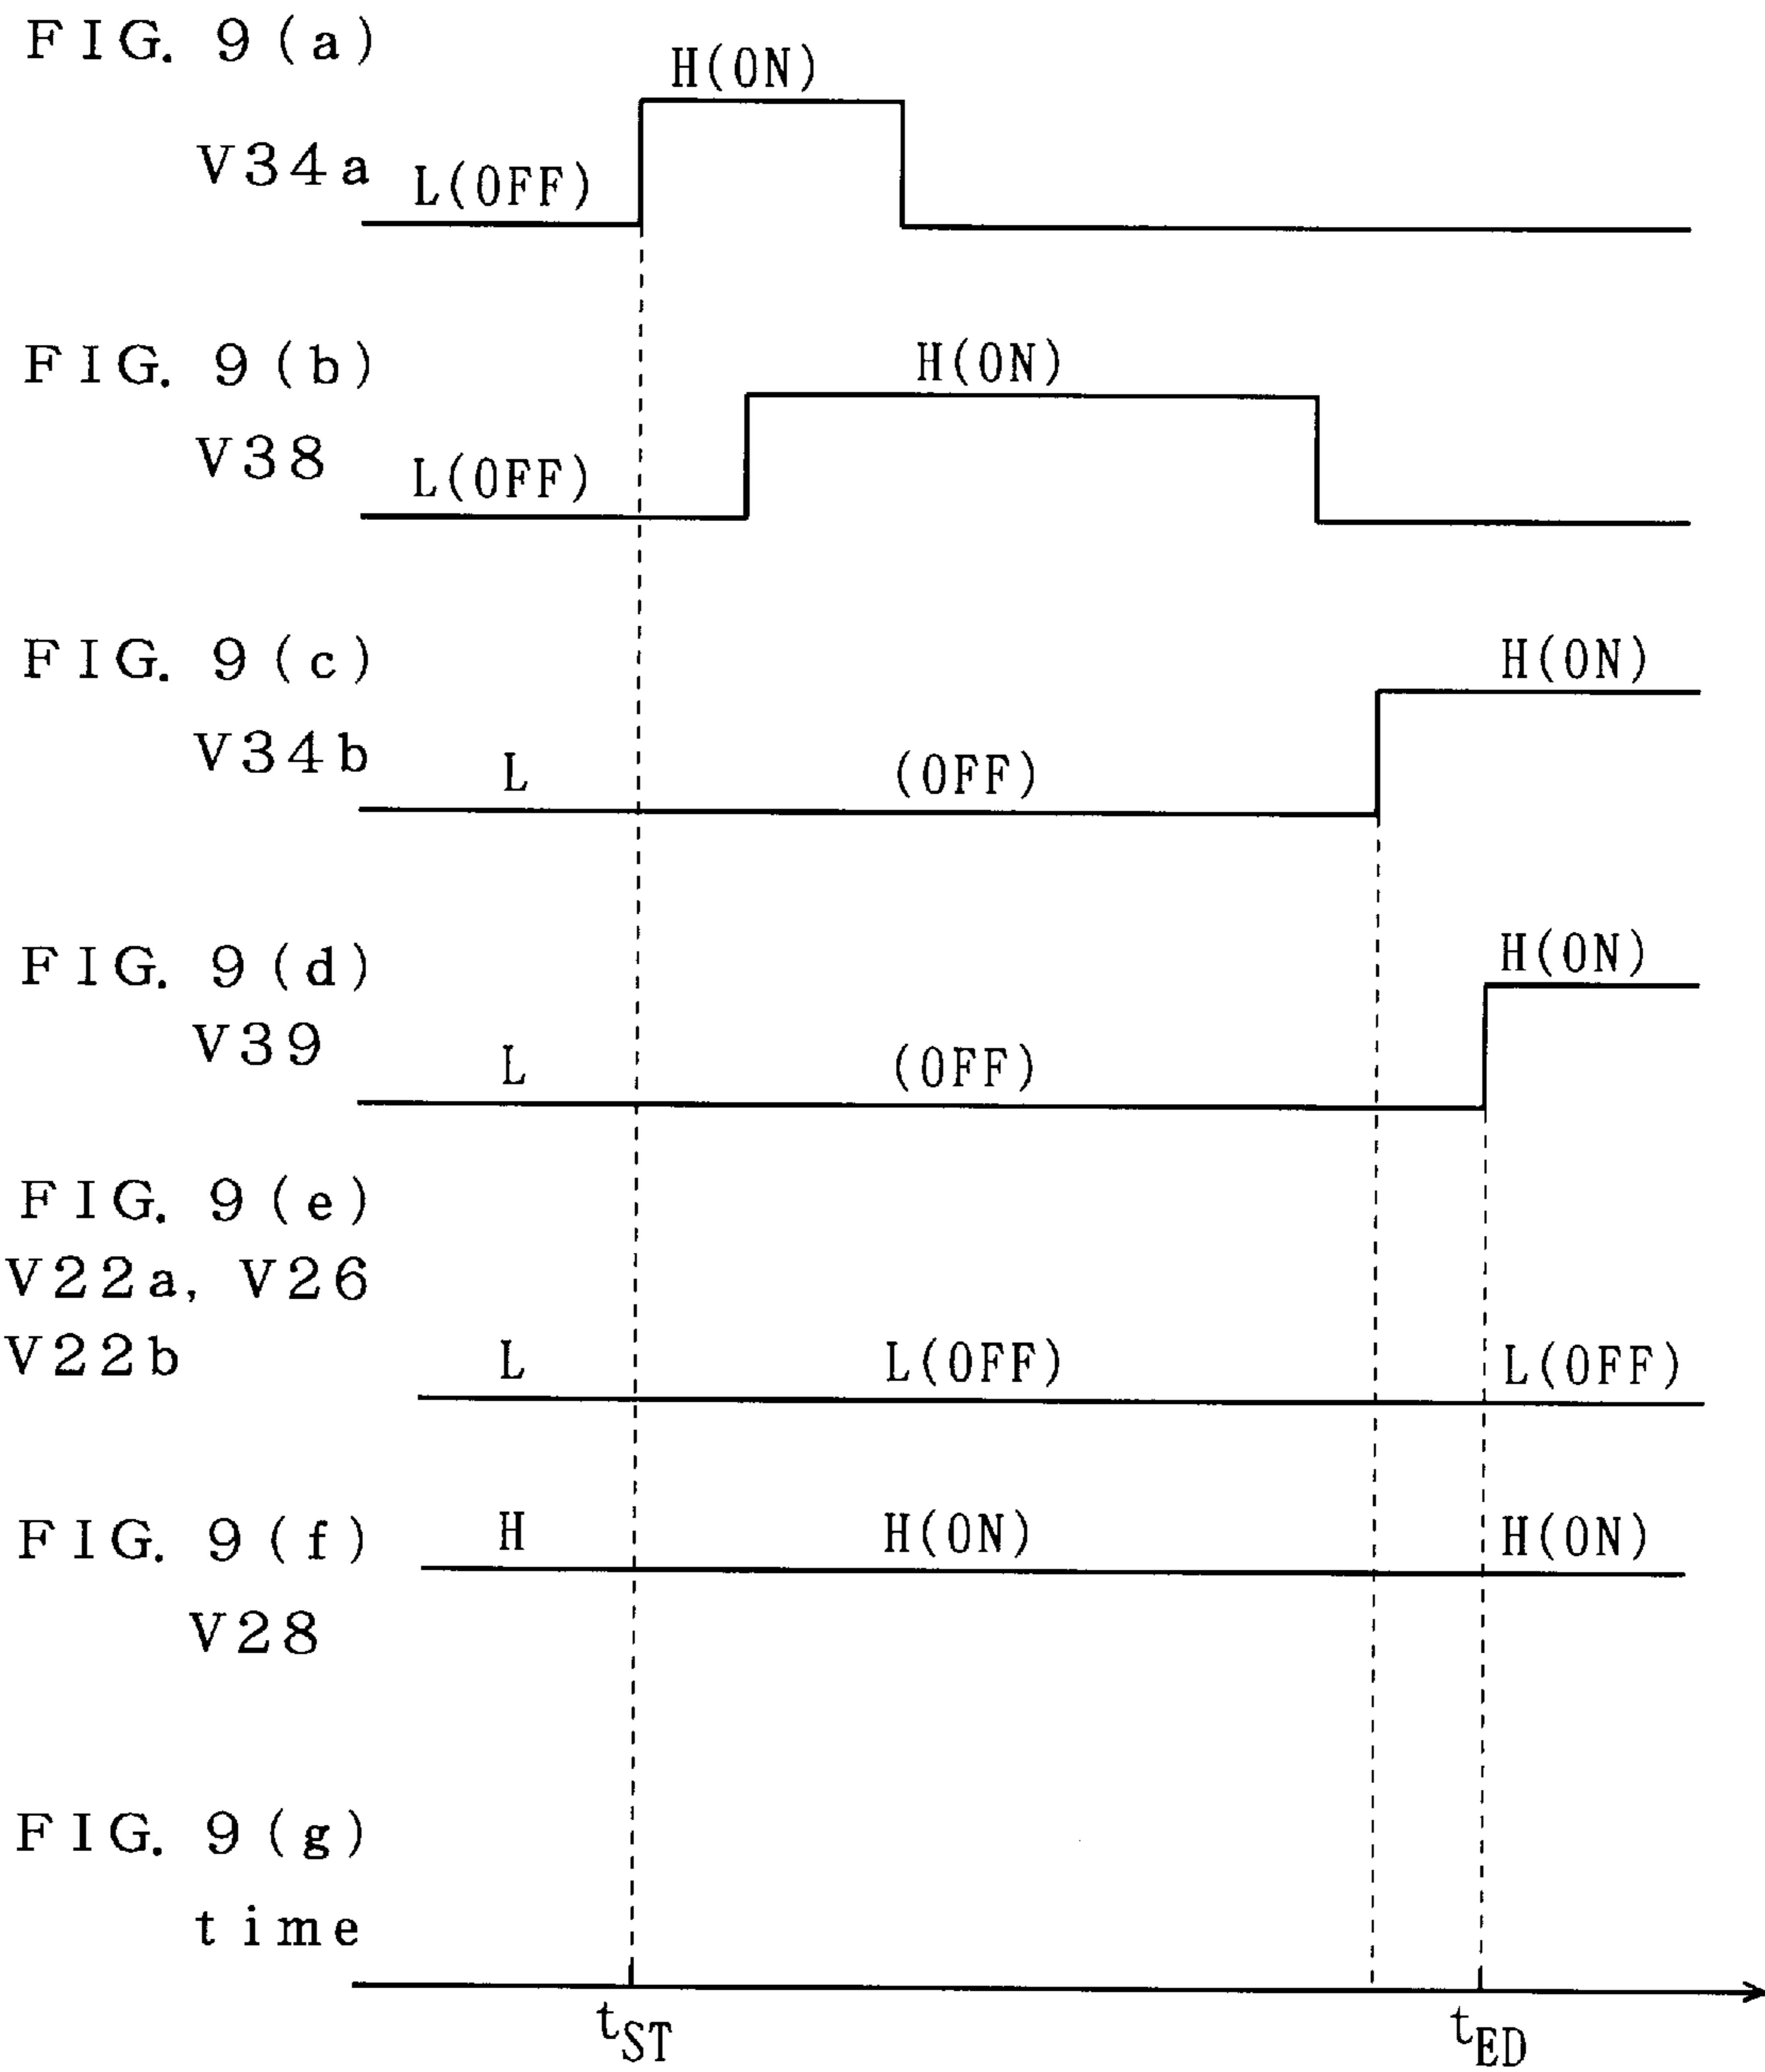 FIG. 9(a)
H(ON)
V34a L(OFF)
FIG. 9(b)
H(ON)
V38 L(OFF)
FIG. 9(c)
H(ON)
V34b L (OFF)
FIG. 9(d)
H(ON)
V39 L (OFF)
FIG. 9(e)
V22a, V26
V22b L L(OFF) L(OFF)
FIG. 9(f) H H(ON) H(ON)
V28
FIG. 9(g)
time
tST tED